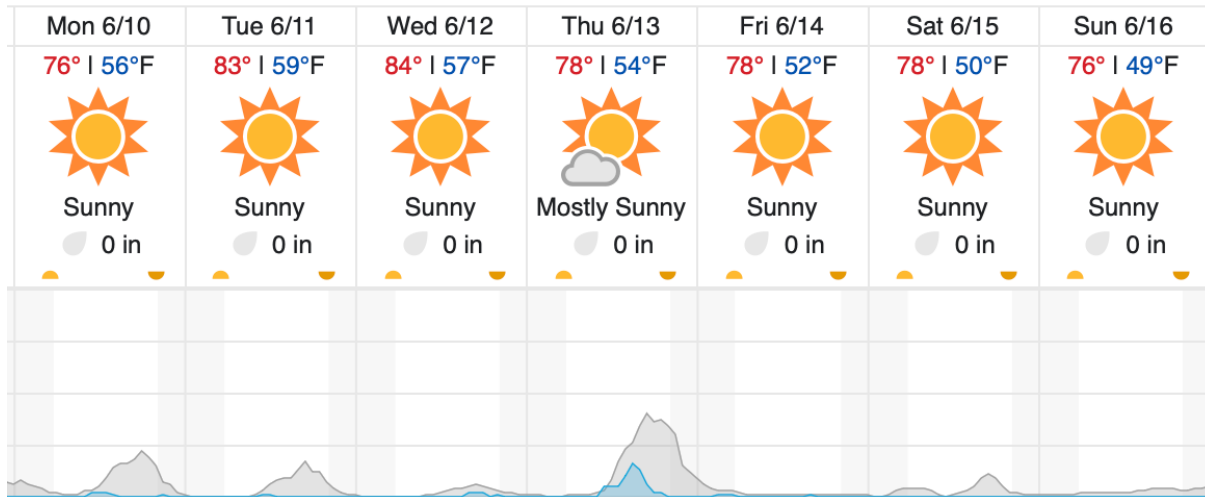 Mon 6/10 Tue 6/11 Wed 6/12 Thu 6/13 Fri 6/14 Sat 6/15 Sun 6/16
76° | 56°F 83° | 59°F 84° | 57°F 78° | 54°F 78° | 52°F 78° | 50°F 76° | 49°F
Sunny Sunny Sunny Mostly Sunny Sunny Sunny Sunny
0 in 0 in 0 in 0 in 0 in 0 in 0 in